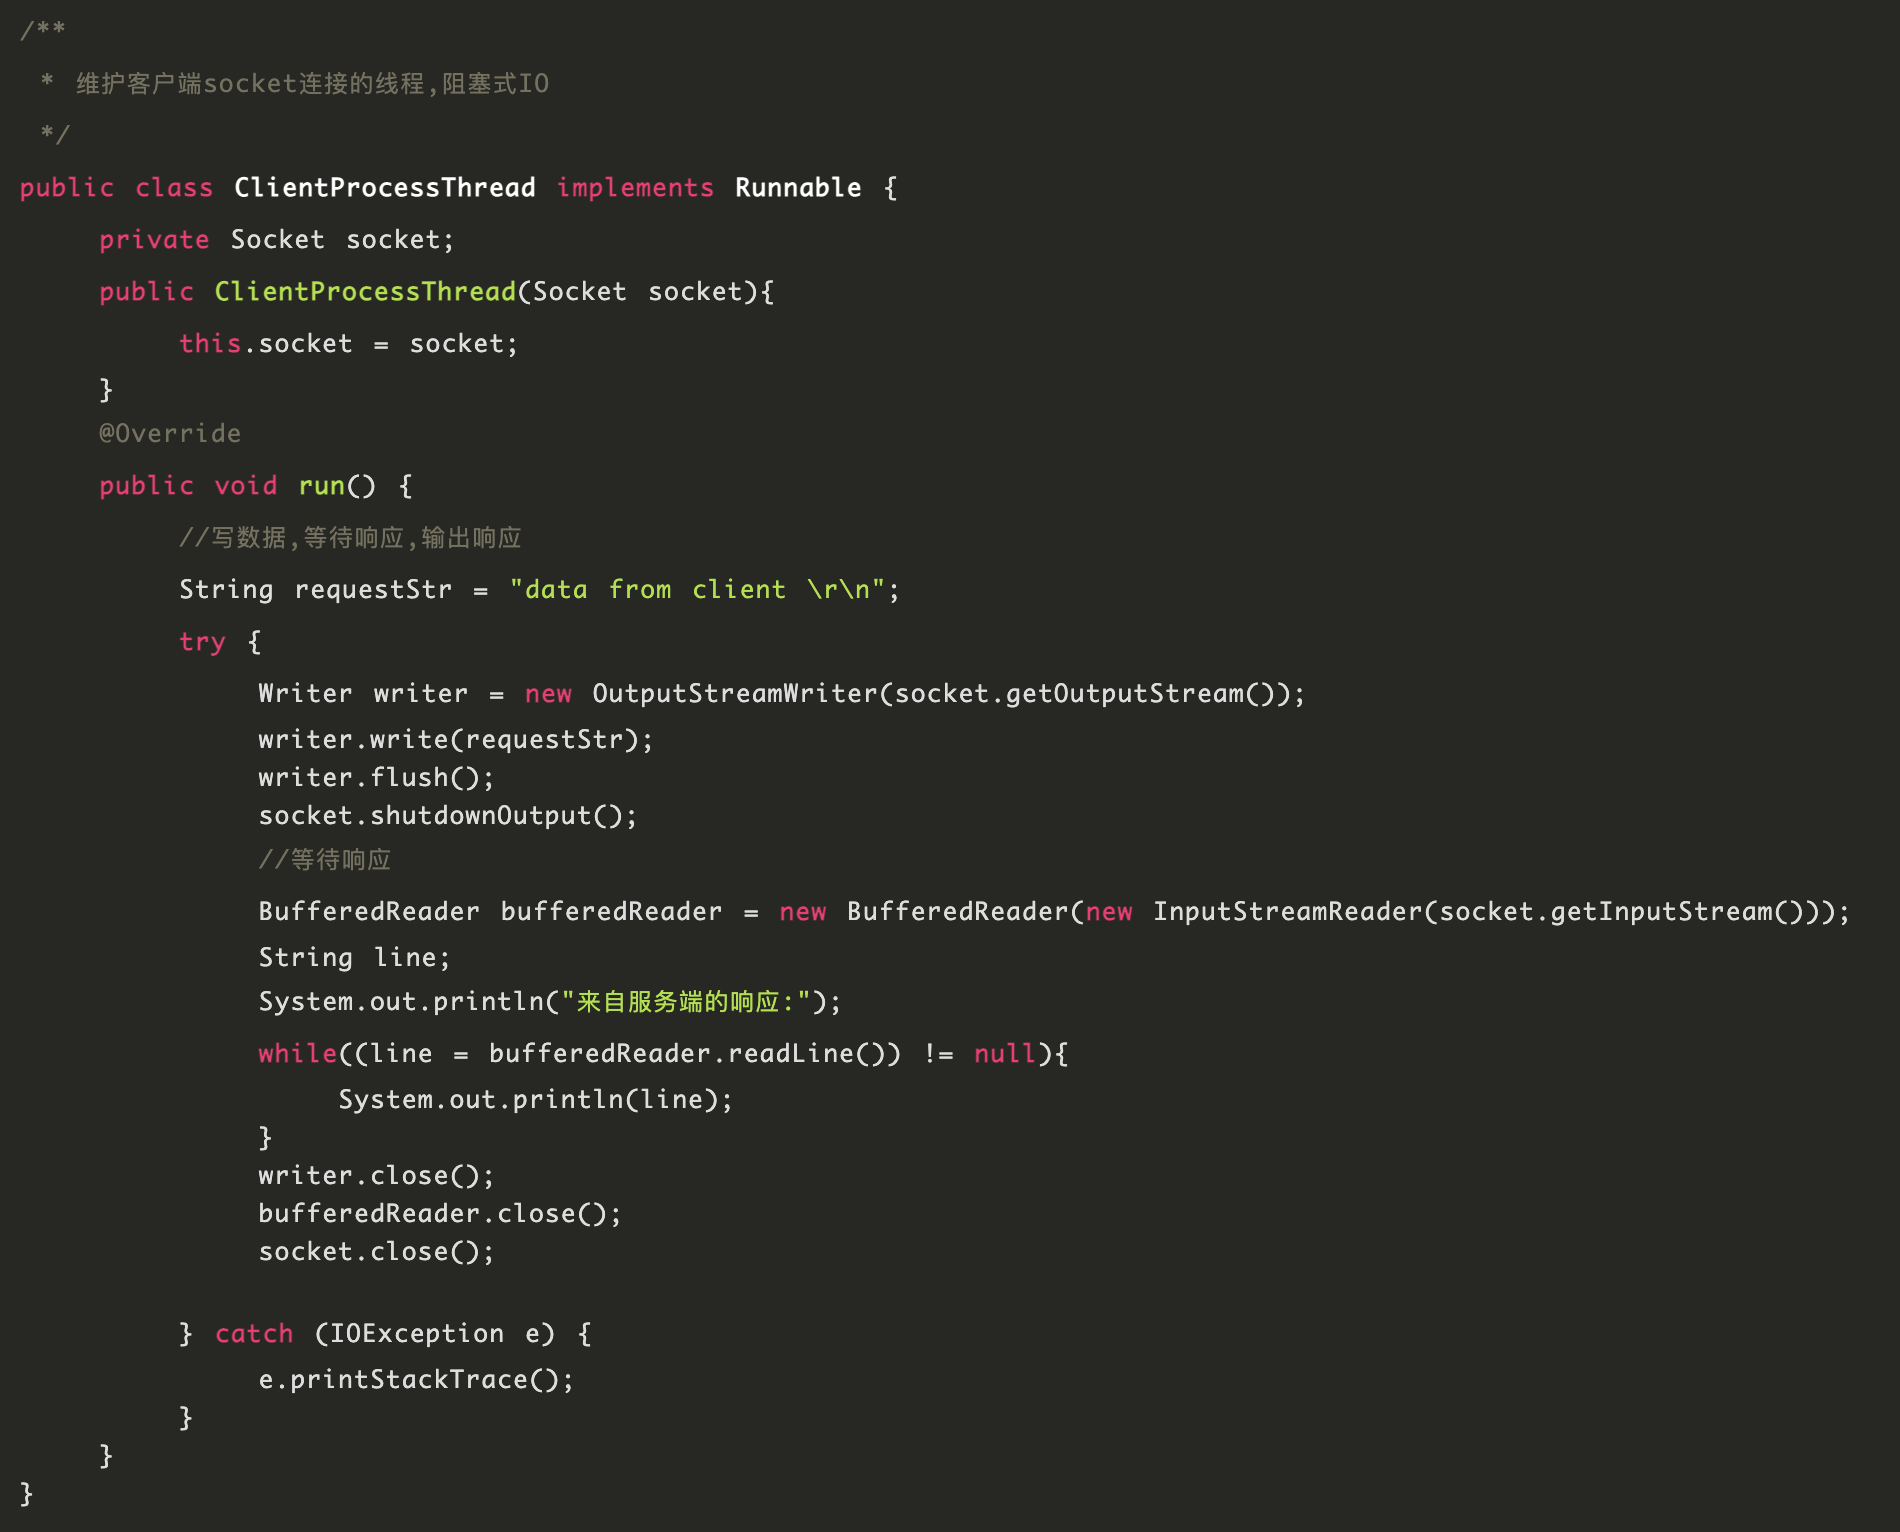 /**
 * 维护客户端socket连接的线程,阻塞式IO
 */
public class ClientProcessThread implements Runnable {
    private Socket socket;
    public ClientProcessThread(Socket socket){
        this.socket = socket;
    }
    @Override
    public void run() {
        //写数据,等待响应,输出响应
        String requestStr = "data from client \r\n";
        try {
            Writer writer = new OutputStreamWriter(socket.getOutputStream());
            writer.write(requestStr);
            writer.flush();
            socket.shutdownOutput();
            //等待响应
            BufferedReader bufferedReader = new BufferedReader(new InputStreamReader(socket.getInputStream()));
            String line;
            System.out.println("来自服务端的响应:");
            while((line = bufferedReader.readLine()) != null){
                System.out.println(line);
            }
            writer.close();
            bufferedReader.close();
            socket.close();
        } catch (IOException e) {
            e.printStackTrace();
        }
    }
}